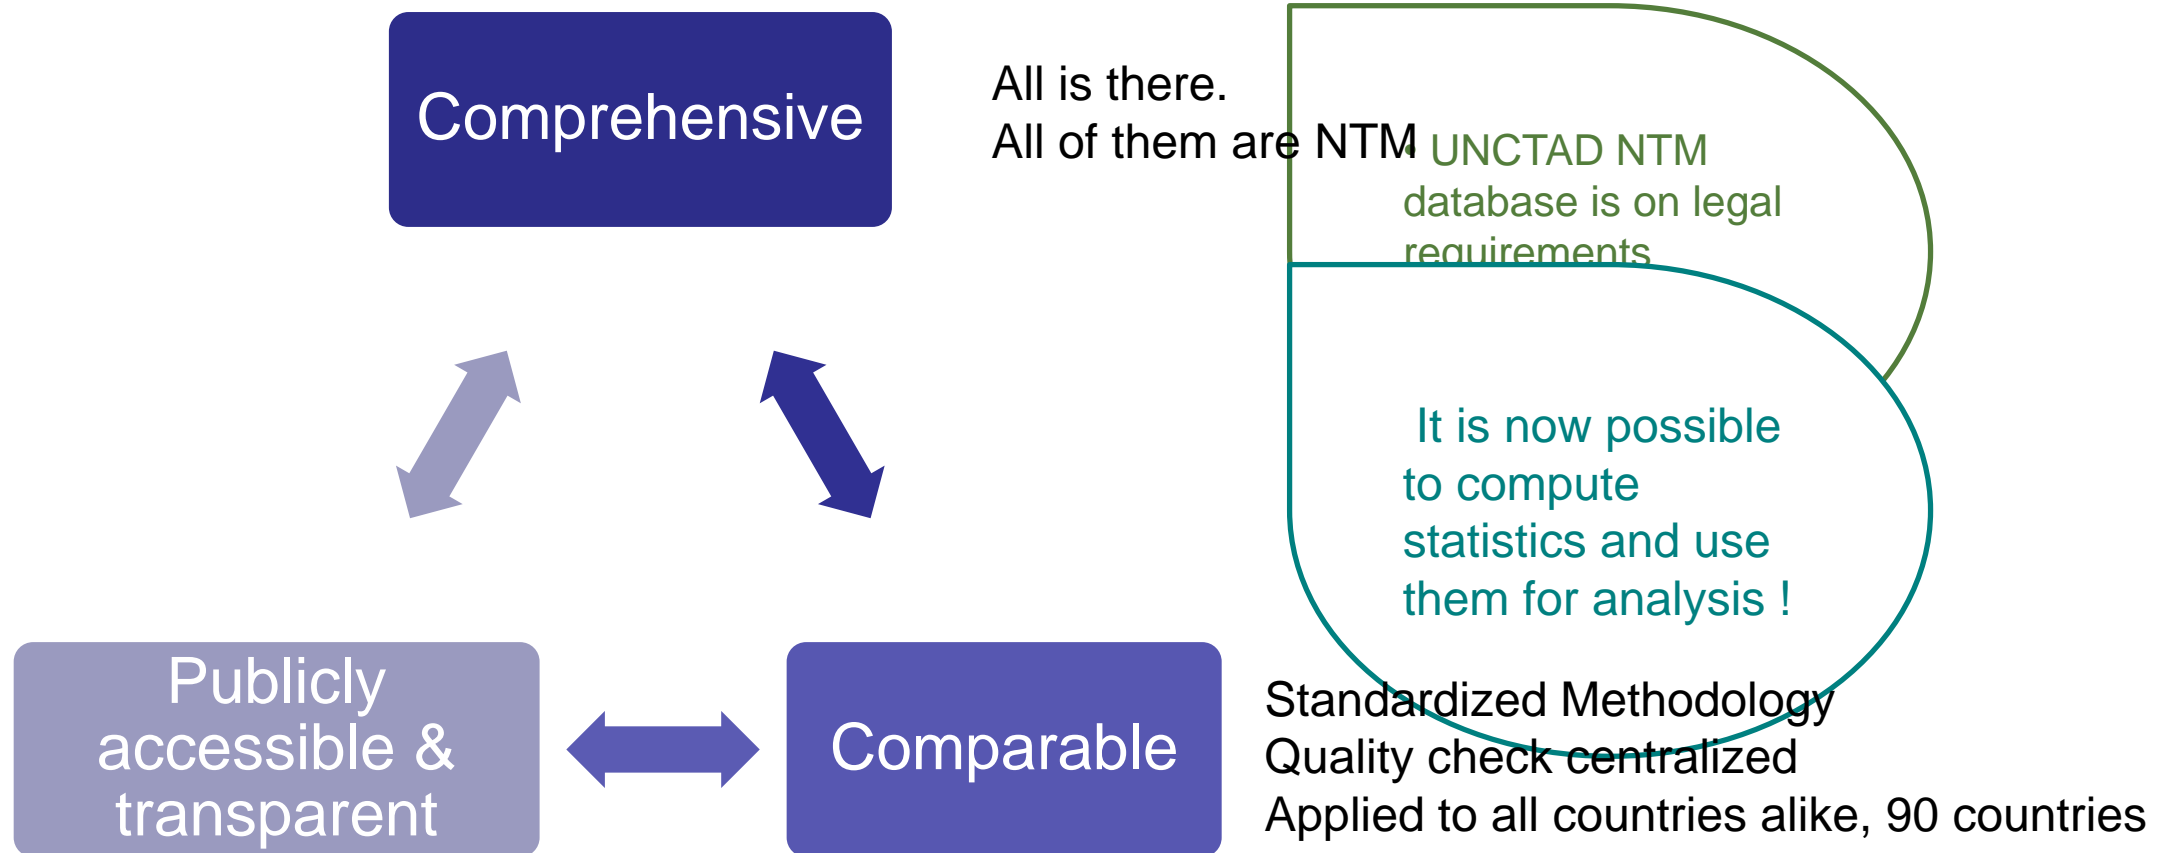 Comprehensive
All is there.
All of them are NTM
• UNCTAD NTM
database is on legal
requirements
It is now possible
to compute
statistics and use
them for analysis !
Publicly
accessible &
transparent
Comparable
Standardized Methodology
Quality check centralized
Applied to all countries alike, 90 countries